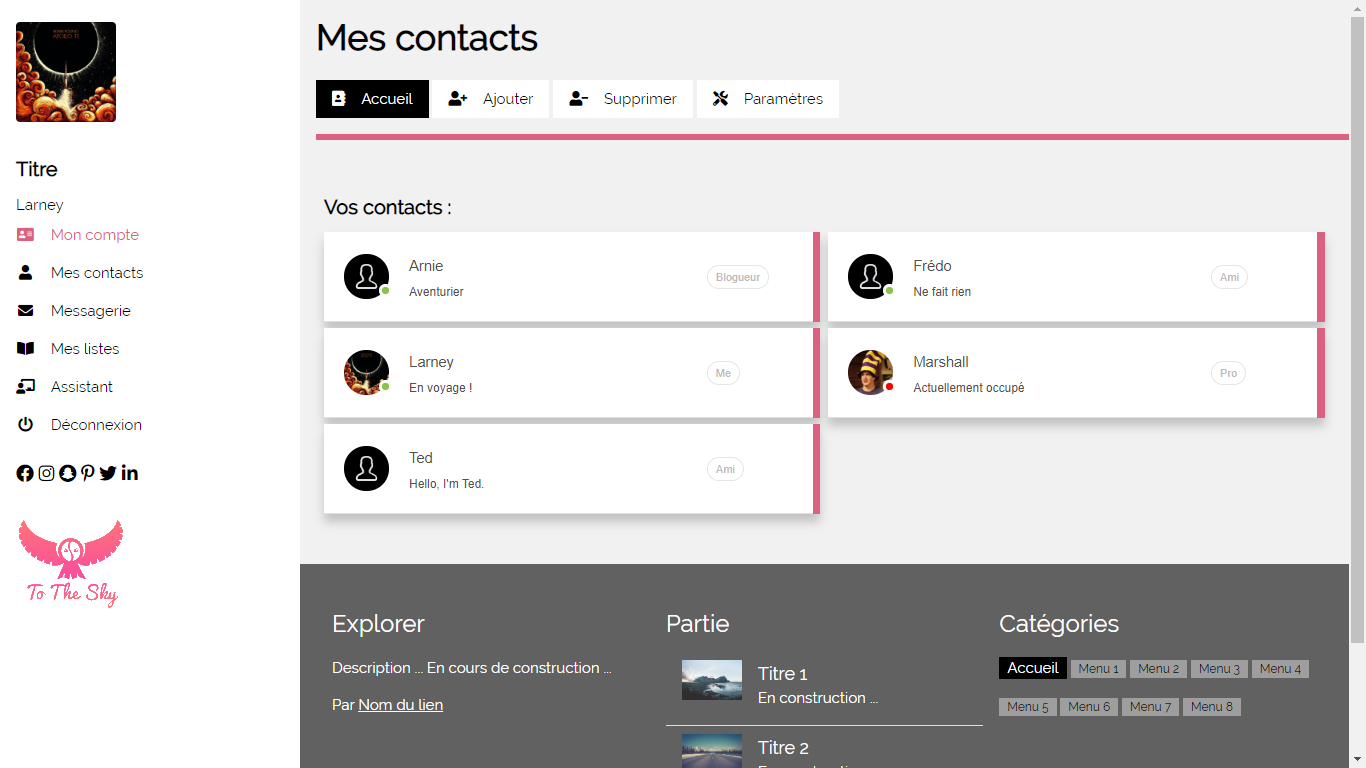 Titre
Larney
Mon compte
Mes contacts
Messagerie
Mes listes
Assistant
Déconnexion
To The Sky
Mes contacts
Accueil
Ajouter
Supprimer
Paramètres
Vos contacts :
Arnie
Aventurier
Blogueur
Frédo
Ne fait rien
Ami
Larney
En voyage !
Me
Marshall
Actuellement occupé
Pro
Ted
Hello, I'm Ted.
Ami
Explorer
Description ... En cours de construction ...
Par Nom du lien
Partie
Titre 1
En construction ...
Titre 2
Catégories
Accueil Menu 1 Menu 2 Menu 3 Menu 4
Menu 5 Menu 6 Menu 7 Menu 8